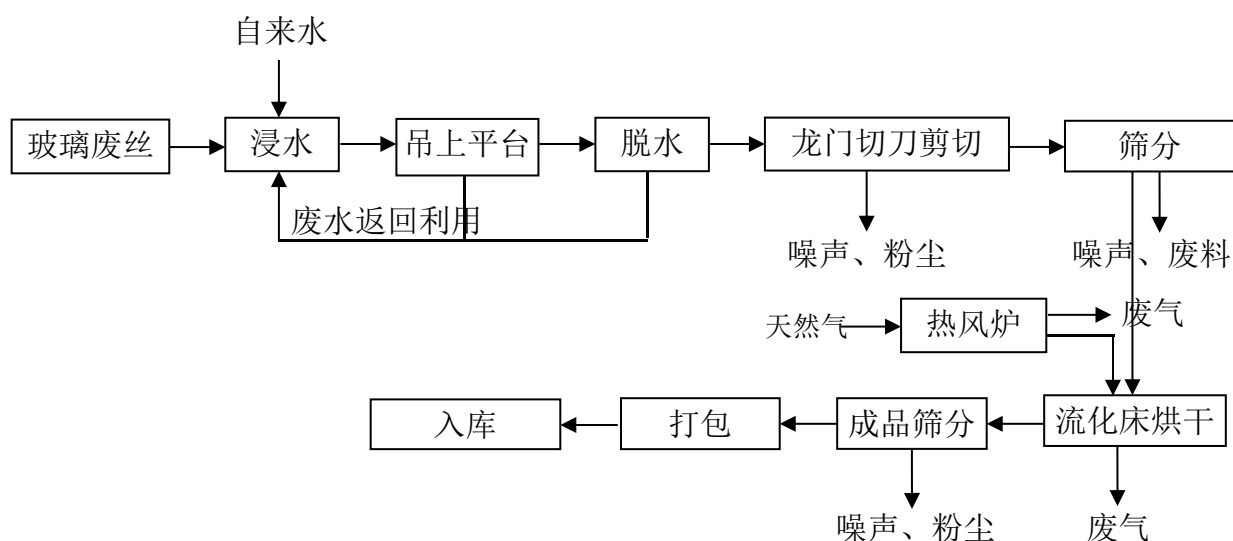 自来水
玻璃废丝
浸水
吊上平台
脱水
龙门切刀剪切
筛分
废水返回利用
噪声、粉尘
噪声、废料
天然气
热风炉
废气
入库
打包
成品筛分
流化床烘干
噪声、粉尘
废气